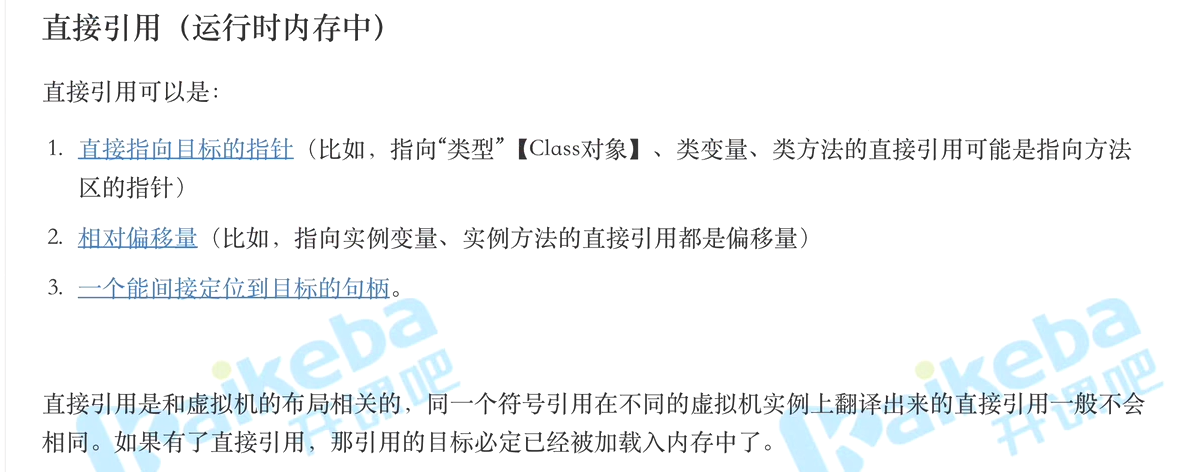 直接引用（运行时内存中）
直接引用可以是：
1. 直接指向目标的指针（比如，指向“类型”【Class对象】、类变量、类方法的直接引用可能是指向方法
区的指针）
2. 相对偏移量（比如，指向实例变量、实例方法的直接引用都是偏移量）
3. 一个能间接定位到目标的句柄。
Kaikeba
开课吧
Kaikeba
开课吧
直接引用是和虚拟机的布局相关的，同一个符号引用在不同的虚拟机实例上翻译出来的直接引用一般不会
相同。如果有了直接引用，那引用的目标必定已经被加载入内存中了。